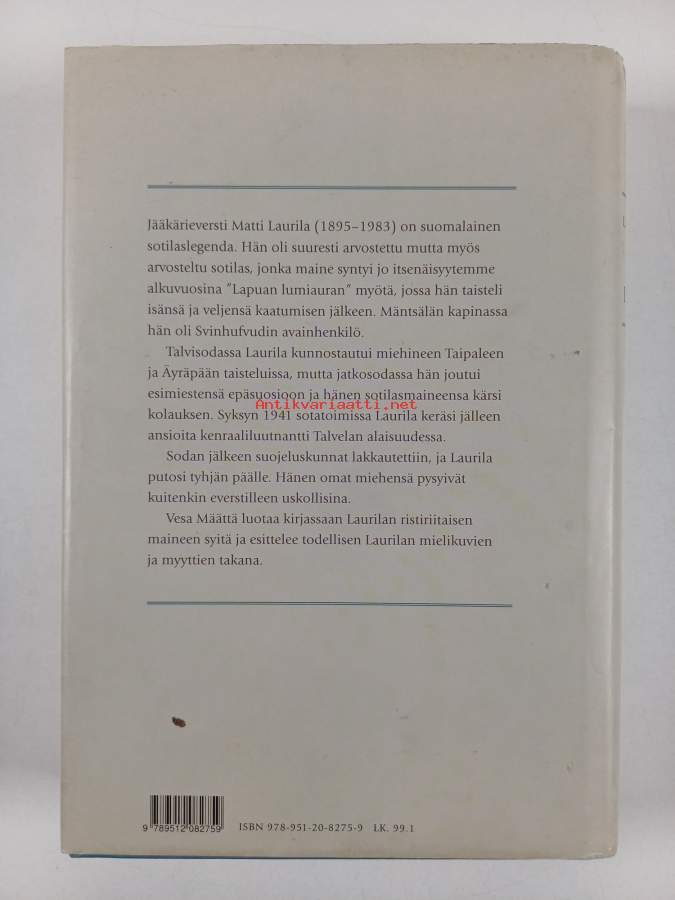 Jääkärieversti Matti Laurila (1895–1983) on suomalainen
sotilaslegenda. Hän oli suuresti arvostettu mutta myös
arvosteltu sotilas, jonka maine syntyi jo itsenäisyytemme
alkuvuosina ”Lapuan lumiauran” myötä, jossa hän taisteli
isänsä ja veljensä kaatumisen jälkeen. Mäntsälän kapinassa
hän oli Svinhufvudin avainhenkilö.
Talvisodassa Laurila kunnostautui miehineen Taipaleen
ja Äyräpään taisteluissa, mutta jatkosodassa hän joutui
esimiestensä epäsuosioon ja hänen sotilasmaineensa kärsi
Antikvariaatti.net
kolauksen. Syksyn 1941 sotatoimissa Laurila keräsi jälleen
ansioita kenraaliluutnantti Talvelan alaisuudessa.
Sodan jälkeen suojeluskunnat lakkautettiin, ja Laurila
putosi tyhjän päälle. Hänen omat miehensä pysyivät
kuitenkin everstilleen uskollisina.
Vesa Määttä luotaa kirjassaan Laurilan ristiriitaisen
maineen syitä ja esittelee todellisen Laurilan mielikuvien
ja myyttien takana.
9 789512 082759
ISBN 978-951-20-8275-9 LK. 99.1